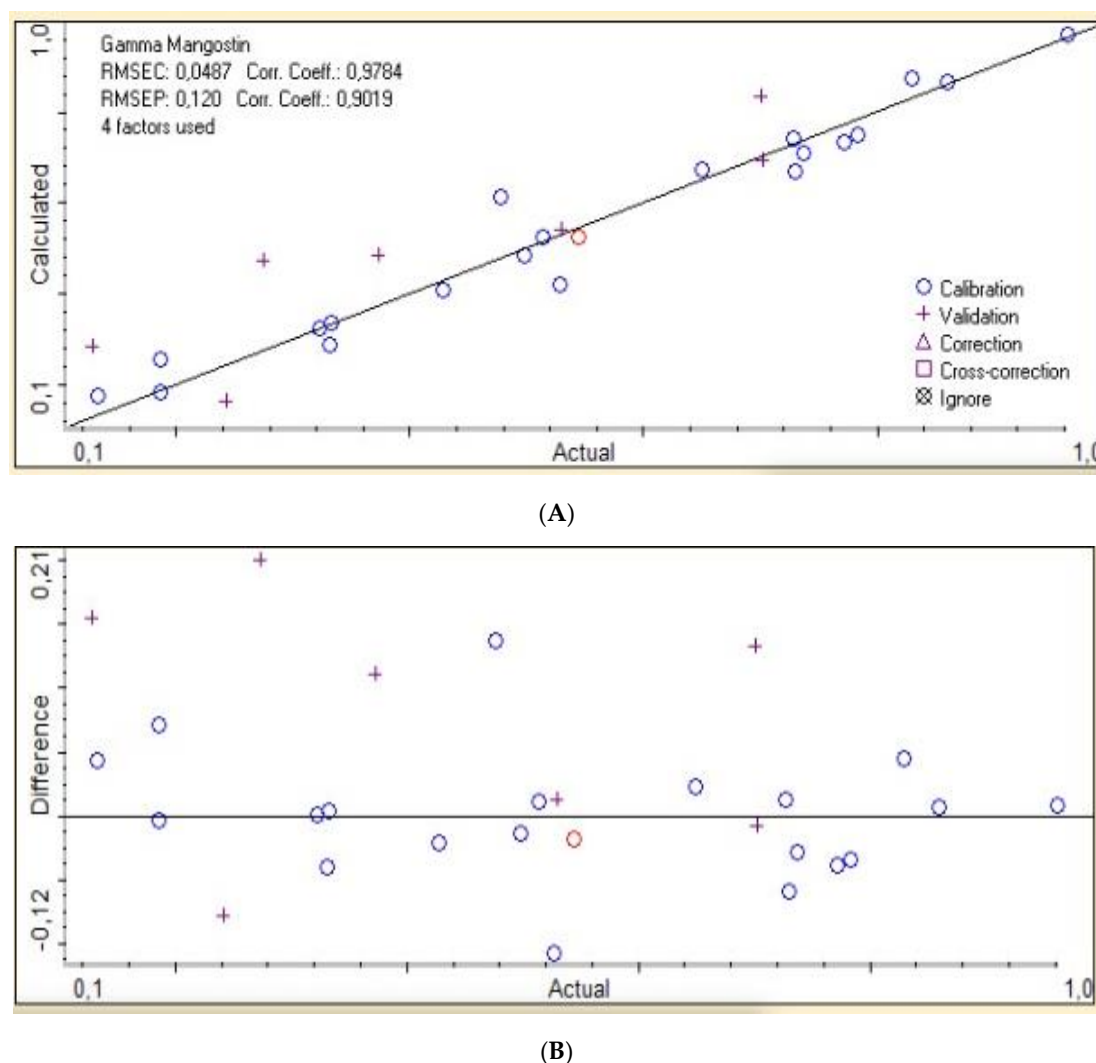 1,0
Gamma Mangostin
RMSEC: 0,0487 Corr. Coeff.: 0,9784
RMSEP: 0,120 Corr. Coeff.: 0,9019
4 factors used
Calculated
Calibration
Validation
Correction
Cross-correction
Ignore
0,1
0,1 Actual 1,0
(A)
0,21
Difference
-0,12
0,1 Actual 1,0
(B)